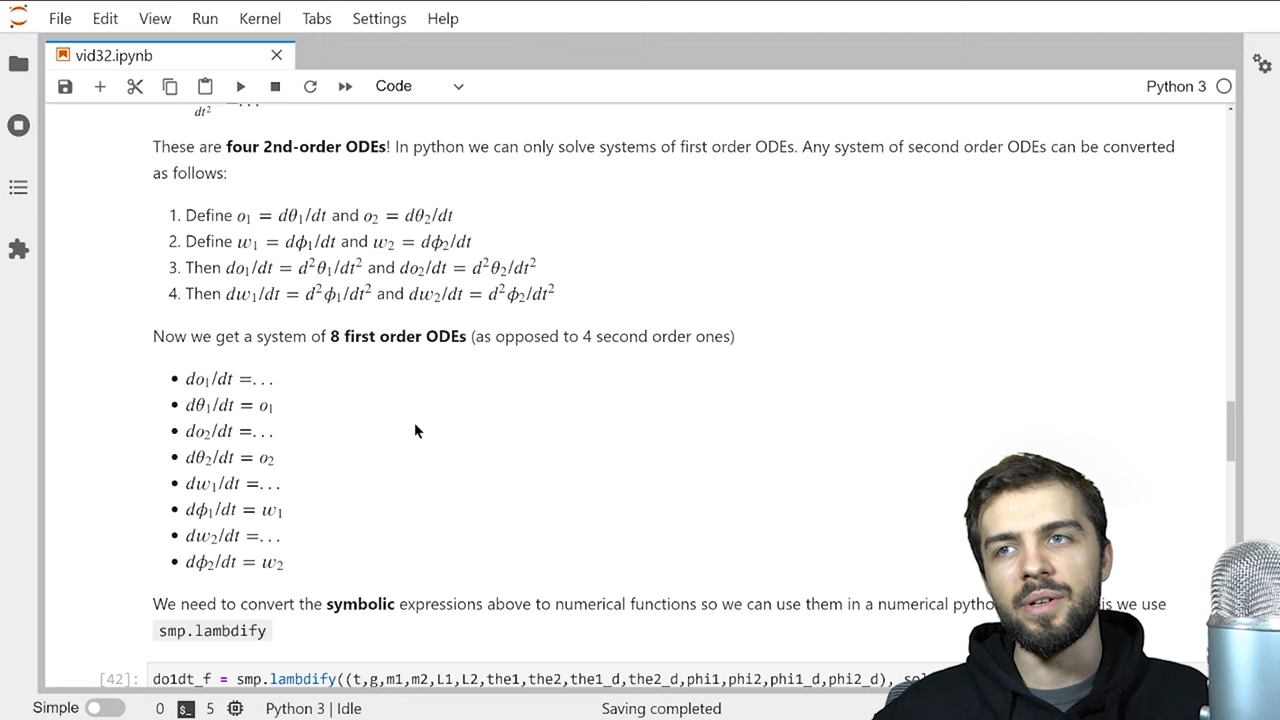 File Edit View Run Kernel Tabs Settings Help
vid32.ipynb
Code
Python 3
dt² =...
These are four 2nd-order ODEs! In python we can only solve systems of first order ODEs. Any system of second order ODEs can be converted
as follows:
1. Define o₁ = dθ₁/dt and o₂ = dθ₂/dt
2. Define w₁ = dϕ₁/dt and w₂ = dϕ₂/dt
3. Then do₁/dt = d²θ₁/dt² and do₂/dt = d²θ₂/dt²
4. Then dw₁/dt = d²ϕ₁/dt² and dw₂/dt = d²ϕ₂/dt²
Now we get a system of 8 first order ODEs (as opposed to 4 second order ones)
• do₁/dt =...
• dθ₁/dt = o₁
• do₂/dt =...
• dθ₂/dt = o₂
• dw₁/dt =...
• dϕ₁/dt = w₁
• dw₂/dt =...
• dϕ₂/dt = w₂
We need to convert the symbolic expressions above to numerical functions so we can use them in a numerical we use
smp.lambdify
[42]: do1dt_f = smp.lambdify((t,g,m1,m2,L1,L2,the1,the2,the1_d,the2_d,phi1,phi2,phi1_d,phi2_d),
Simple 0 5 Python 3 | Idle Saving completed